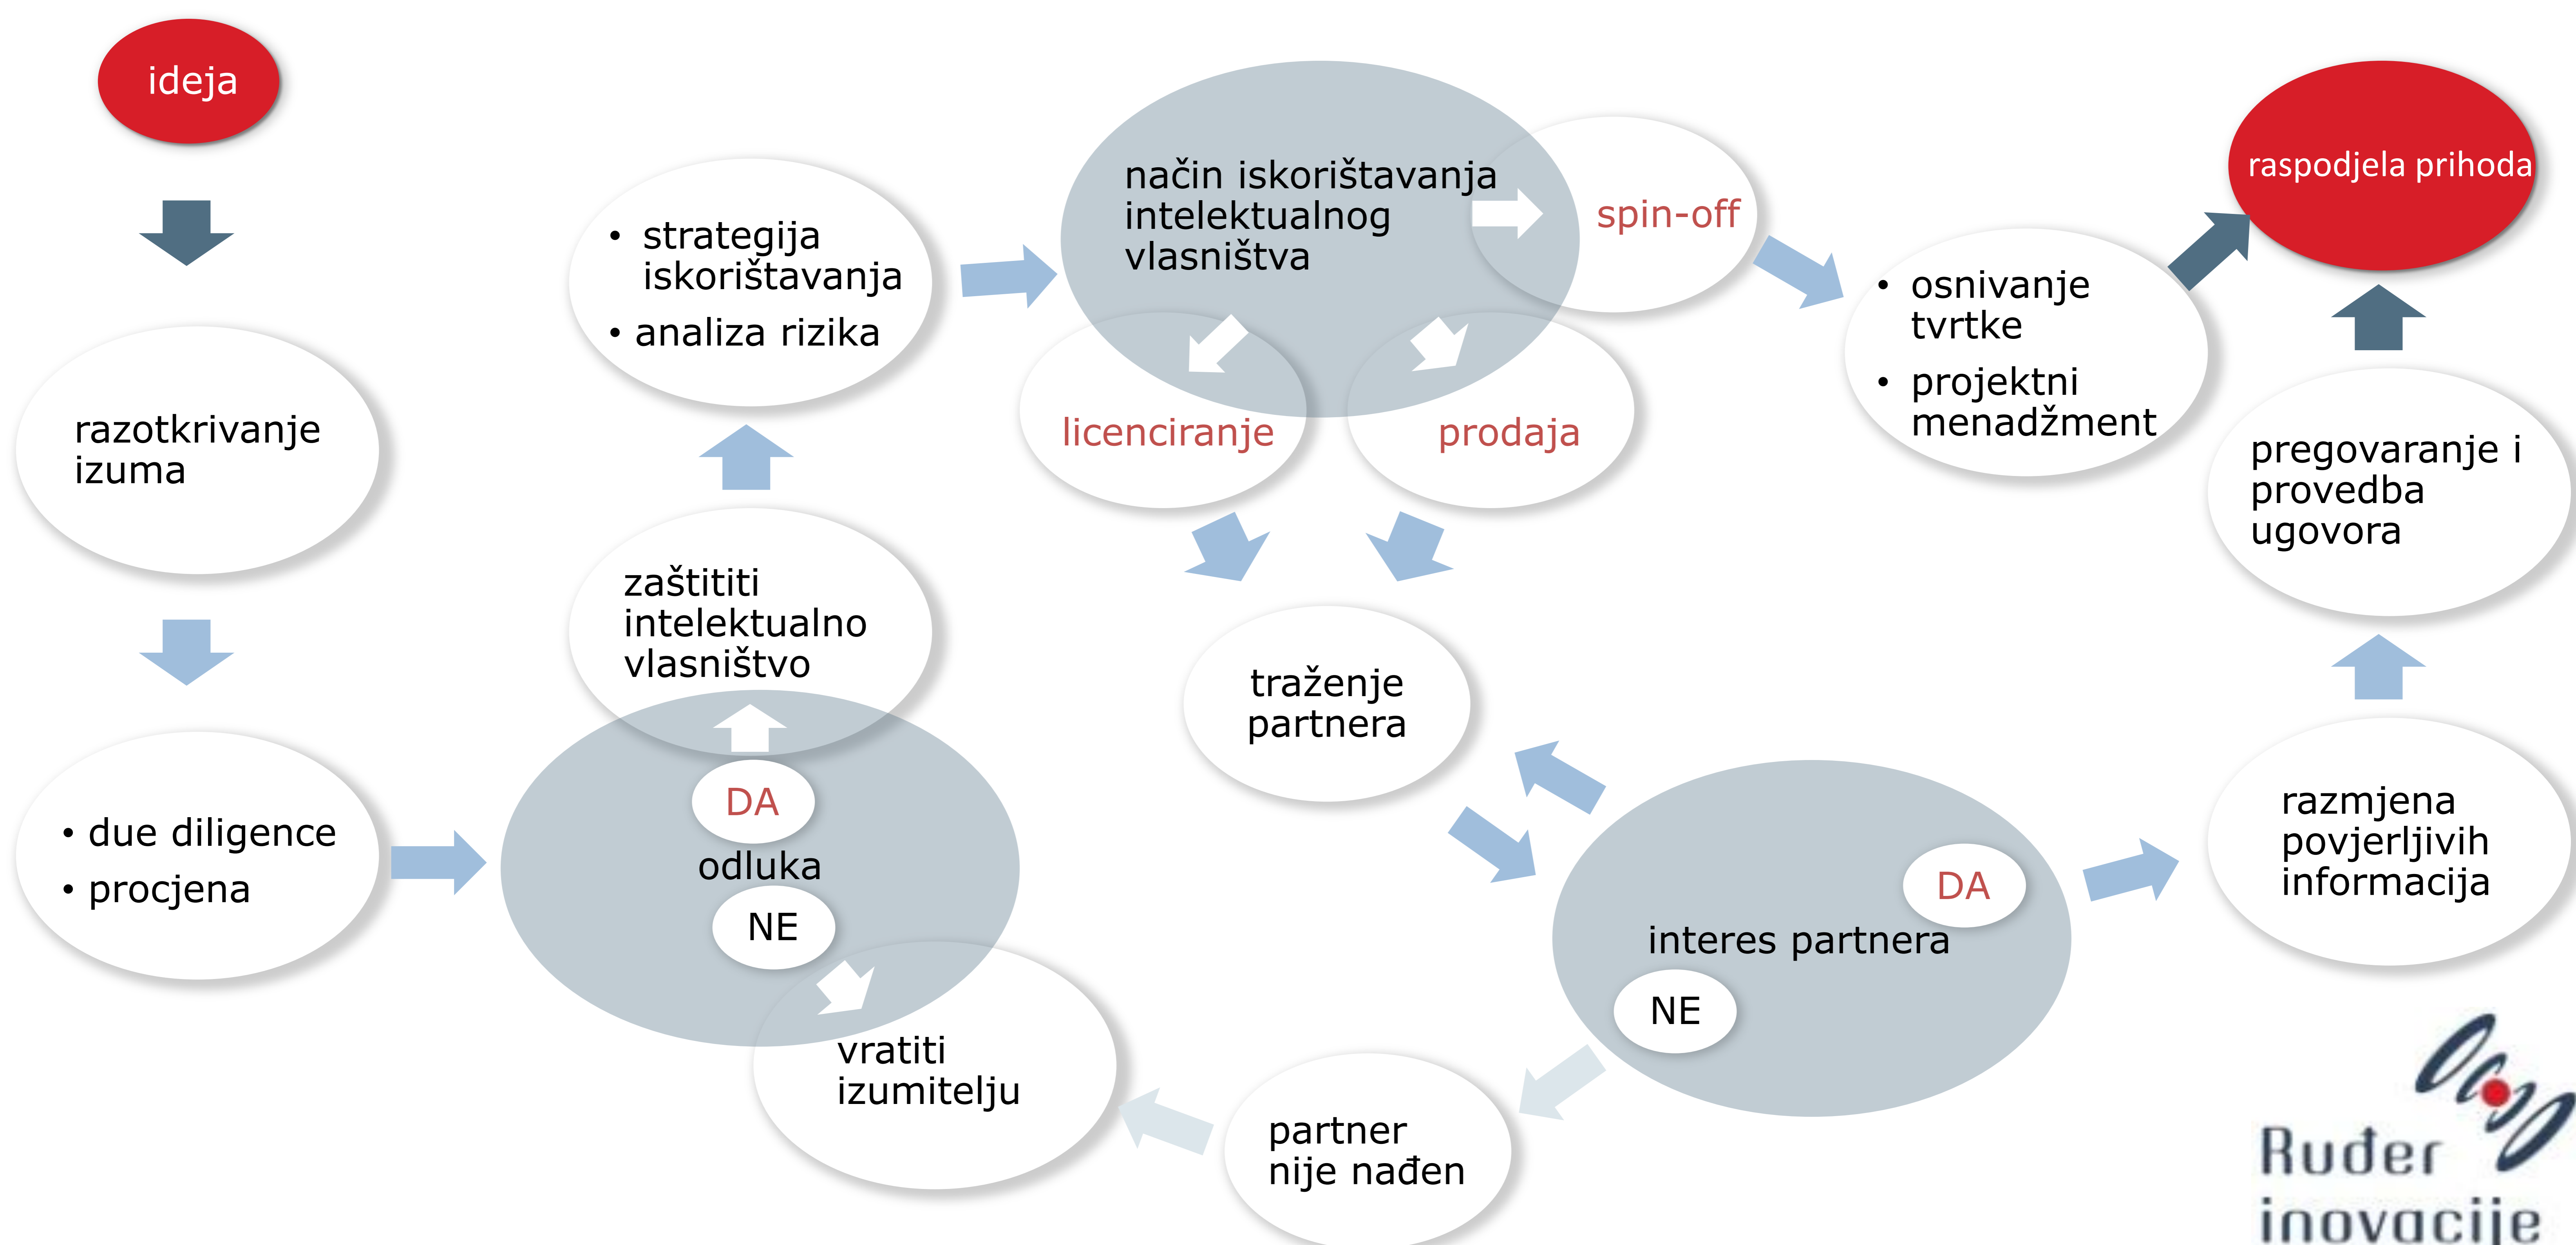 ideja
razotkrivanje
izuma
• due diligence
• procjena
odluka
DA
NE
zaštititi
intelektualno
vlasništvo
vratiti
izumitelju
• strategija
iskorištavanja
• analiza rizika
način iskorištavanja
intelektualnog
vlasništva
spin-off
licenciranje
prodaja
traženje
partnera
interes partnera
DA
NE
partner
nije nađen
• osnivanje
tvrtke
• projektni
menadžment
razmjena
povjerljivih
informacija
pregovaranje i
provedba
ugovora
raspodjela prihoda
Ruđer
inovacije